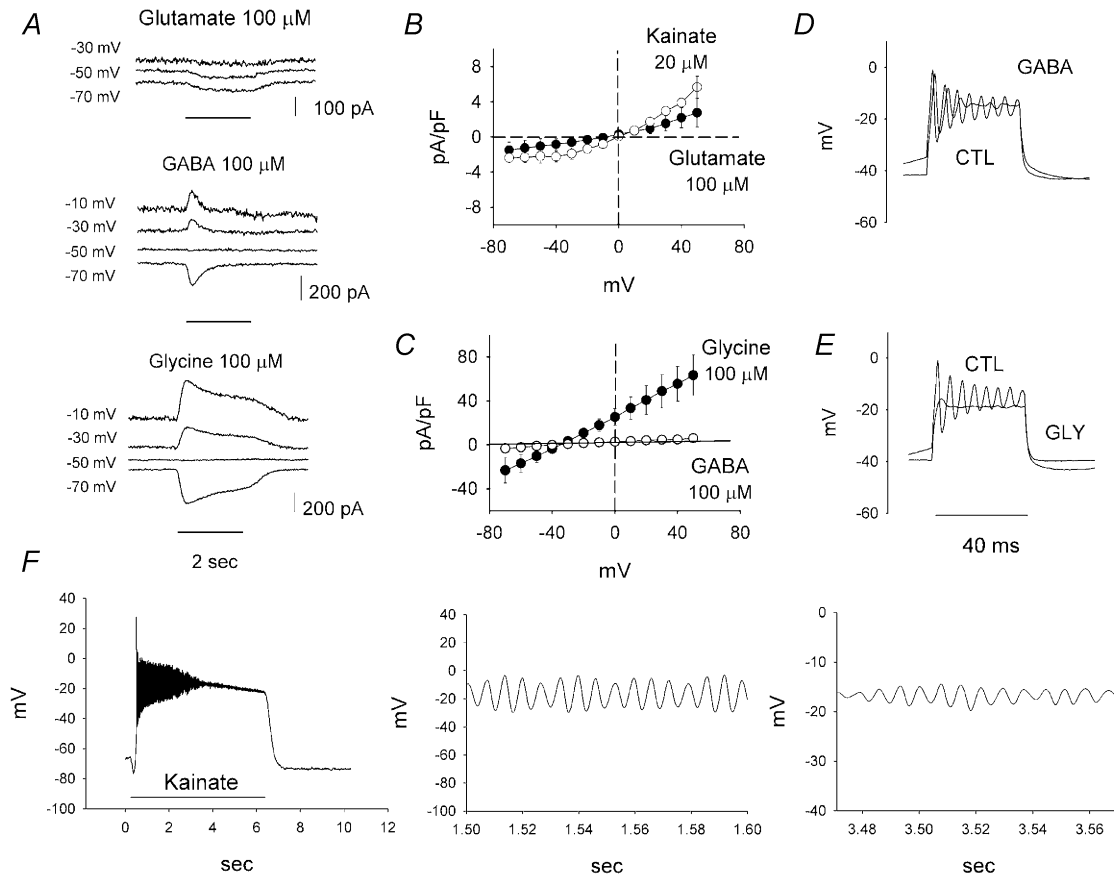 A
Glutamate 100 μM
-30 mV
-50 mV
-70 mV
100 pA
GABA 100 μM
-10 mV
-30 mV
-50 mV
-70 mV
200 pA
Glycine 100 μM
-10 mV
-30 mV
-50 mV
-70 mV
200 pA
2 sec
B
Kainate
20 μM
8
4
0
-4
-8
pA/pF
Glutamate
100 μM
-80 -40 0 40 80
mV
C
Glycine
100 μM
80
40
0
-40
pA/pF
GABA
100 μM
-80 -40 0 40 80
mV
D
0
-20
-40
-60
mV
GABA
CTL
E
0
-20
-40
-60
mV
CTL
GLY
40 ms
F
40
20
0
-20
-40
-60
-80
-100
mV
Kainate
0 2 4 6 8 10 12
sec
40
20
0
-20
-40
-60
-80
-100
mV
1.50 1.52 1.54 1.56 1.58 1.60
sec
0
-10
-20
-30
-40
mV
3.48 3.50 3.52 3.54 3.56
sec